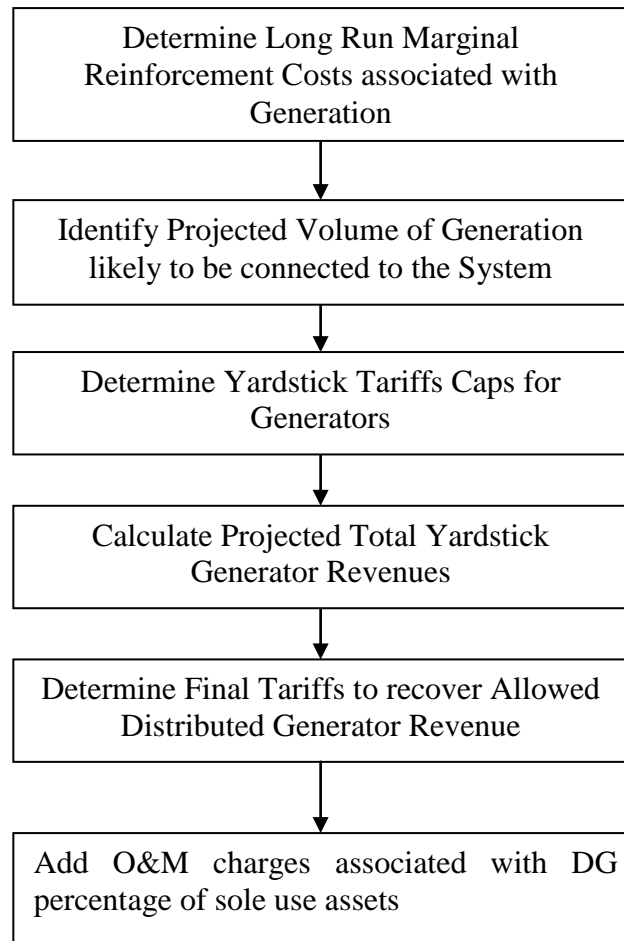 Determine Long Run Marginal
Reinforcement Costs associated with
Generation
Identify Projected Volume of Generation
likely to be connected to the System
Determine Yardstick Tariffs Caps for
Generators
Calculate Projected Total Yardstick
Generator Revenues
Determine Final Tariffs to recover Allowed
Distributed Generator Revenue
Add O&M charges associated with DG
percentage of sole use assets